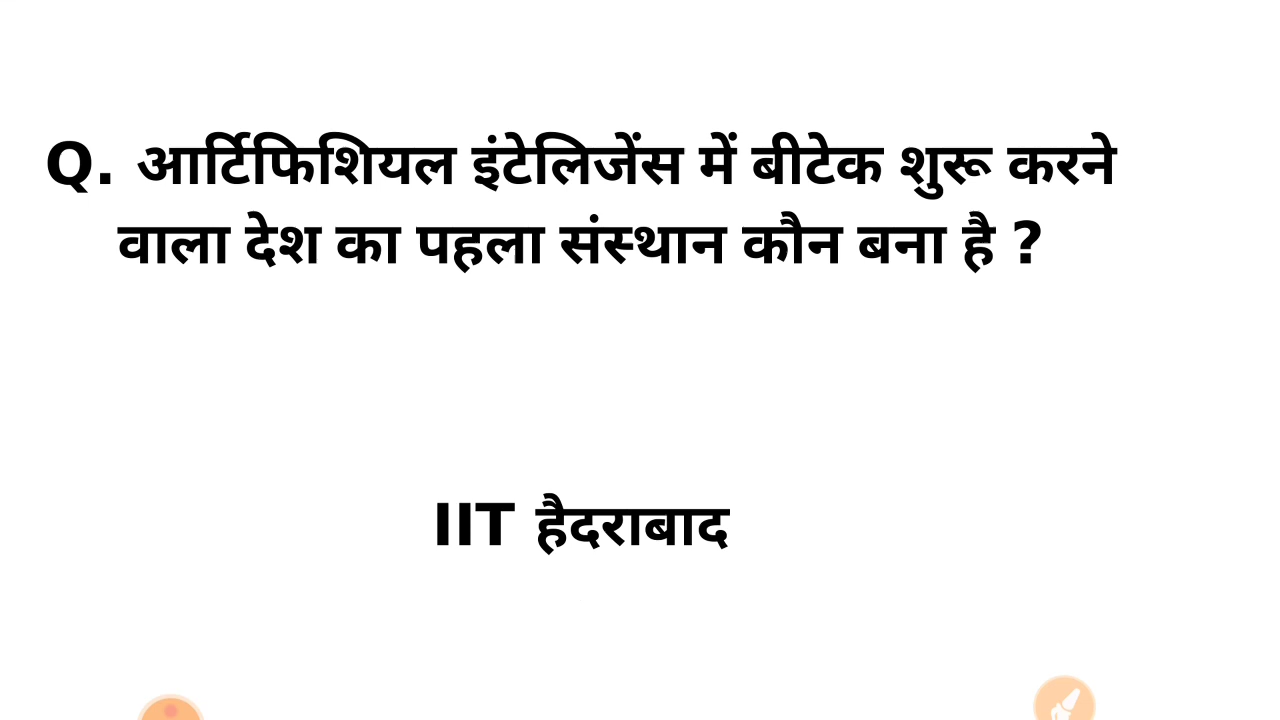 Q. आर्टिफिशियल इंटेलिजेंस में बीटेक शुरू करने
वाला देश का पहला संस्थान कौन बना है ?
IIT हैदराबाद